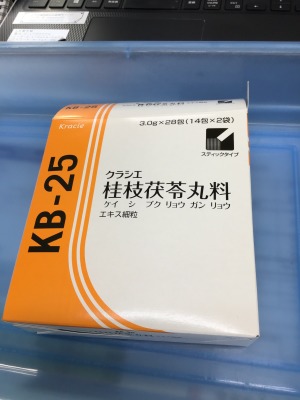 3.0g×28包(14包×2袋)
KB-25
Kracie
スティックタイプ
KB-25
クラシエ
桂枝茯苓丸料
ケイ シ ブク リョウ ガン リョウ
エキス細粒